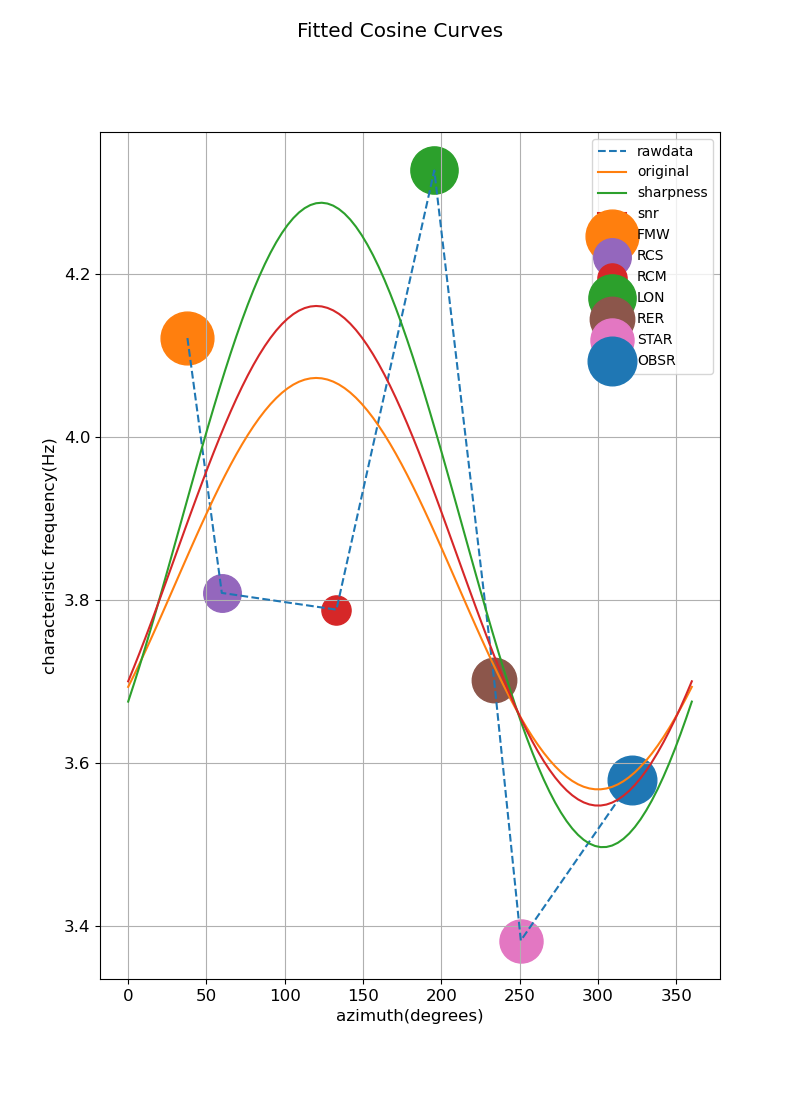 Fitted Cosine Curves
rawdata
original
sharpness
snr
FMW
RCS
RCM
LON
RER
STAR
OBSR
characteristic frequency(Hz)
4.2
4.0
3.8
3.6
3.4
0 50 100 150 200 250 300 350
azimuth(degrees)